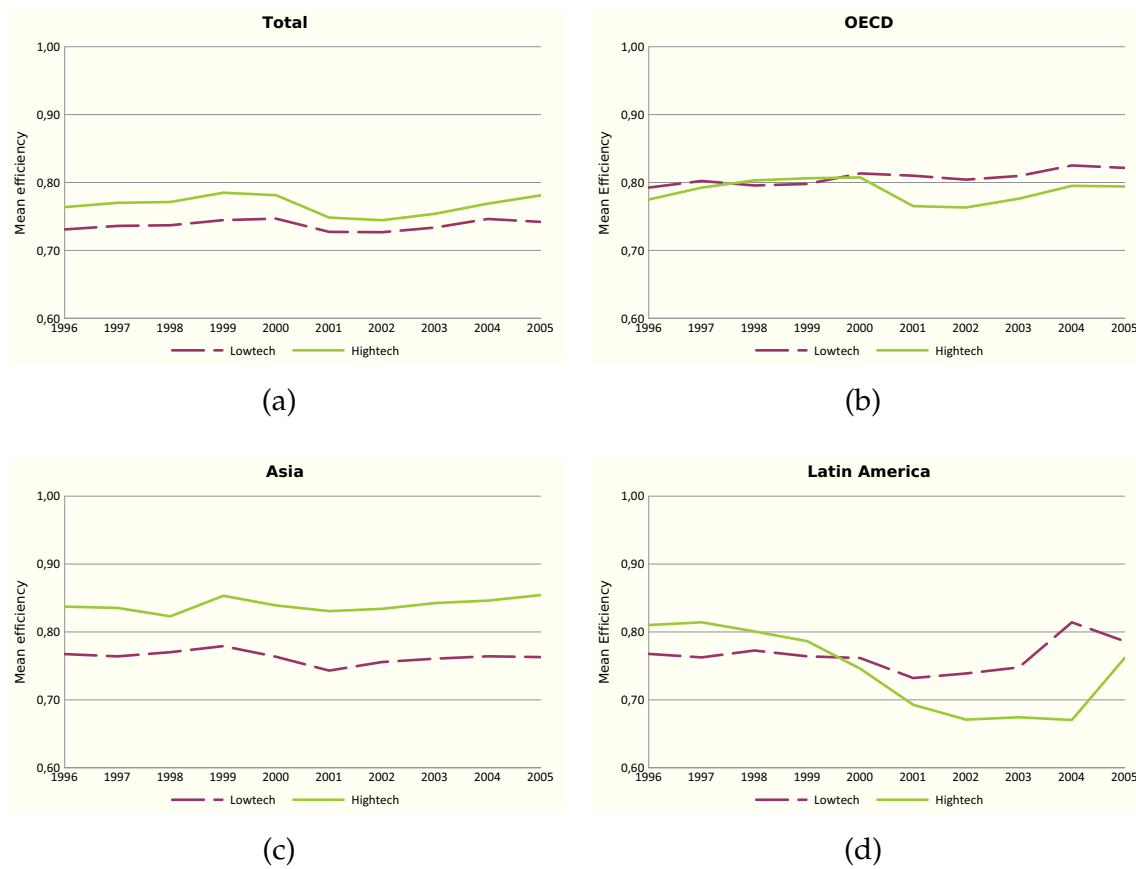 Total
Mean efficiency
1,00
0,90
0,80
0,70
0,60
1996 1997 1998 1999 2000 2001 2002 2003 2004 2005
Lowtech Hightech
(a)
OECD
Mean Efficiency
1,00
0,90
0,80
0,70
0,60
1996 1997 1998 1999 2000 2001 2002 2003 2004 2005
Lowtech Hightech
(b)
Asia
Mean efficiency
1,00
0,90
0,80
0,70
0,60
1996 1997 1998 1999 2000 2001 2002 2003 2004 2005
Lowtech Hightech
(c)
Latin America
Mean Efficiency
1,00
0,90
0,80
0,70
0,60
1996 1997 1998 1999 2000 2001 2002 2003 2004 2005
Lowtech Hightech
(d)